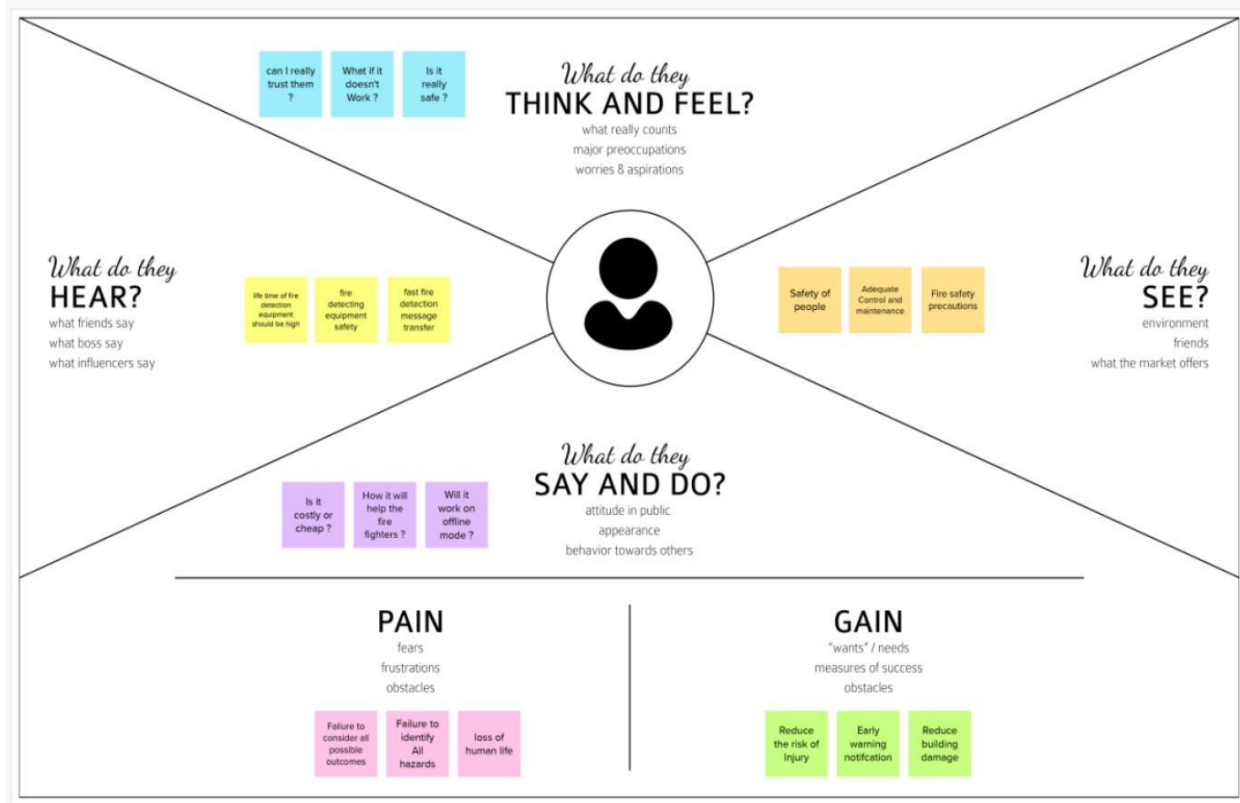 can I really
trust them
?
What if it
doesn't
Work ?
Is it
really
safe ?
What do they
THINK AND FEEL?
what really counts
major preoccupations
worries & aspirations
What do they
HEAR?
what friends say
what boss say
what influencers say
life time of fire
detection
equipment
should be high
fire
detecting
equipment
safety
fast fire
detection
message
transfer
Safety of
people
Adequate
Control and
maintenance
Fire safety
precautions
What do they
SEE?
environment
friends
what the market offers
What do they
SAY AND DO?
attitude in public
appearance
behavior towards others
Is it
costly or
cheap ?
How it will
help the
fire
fighters ?
Will it
work on
offline
mode ?
PAIN
fears
frustrations
obstacles
Failure to
consider all
possible
outcomes
Failure to
identify
All
hazards
loss of
human life
GAIN
"wants" / needs
measures of success
obstacles
Reduce
the risk of
Injury
Early
warning
notifcation
Reduce
building
damage